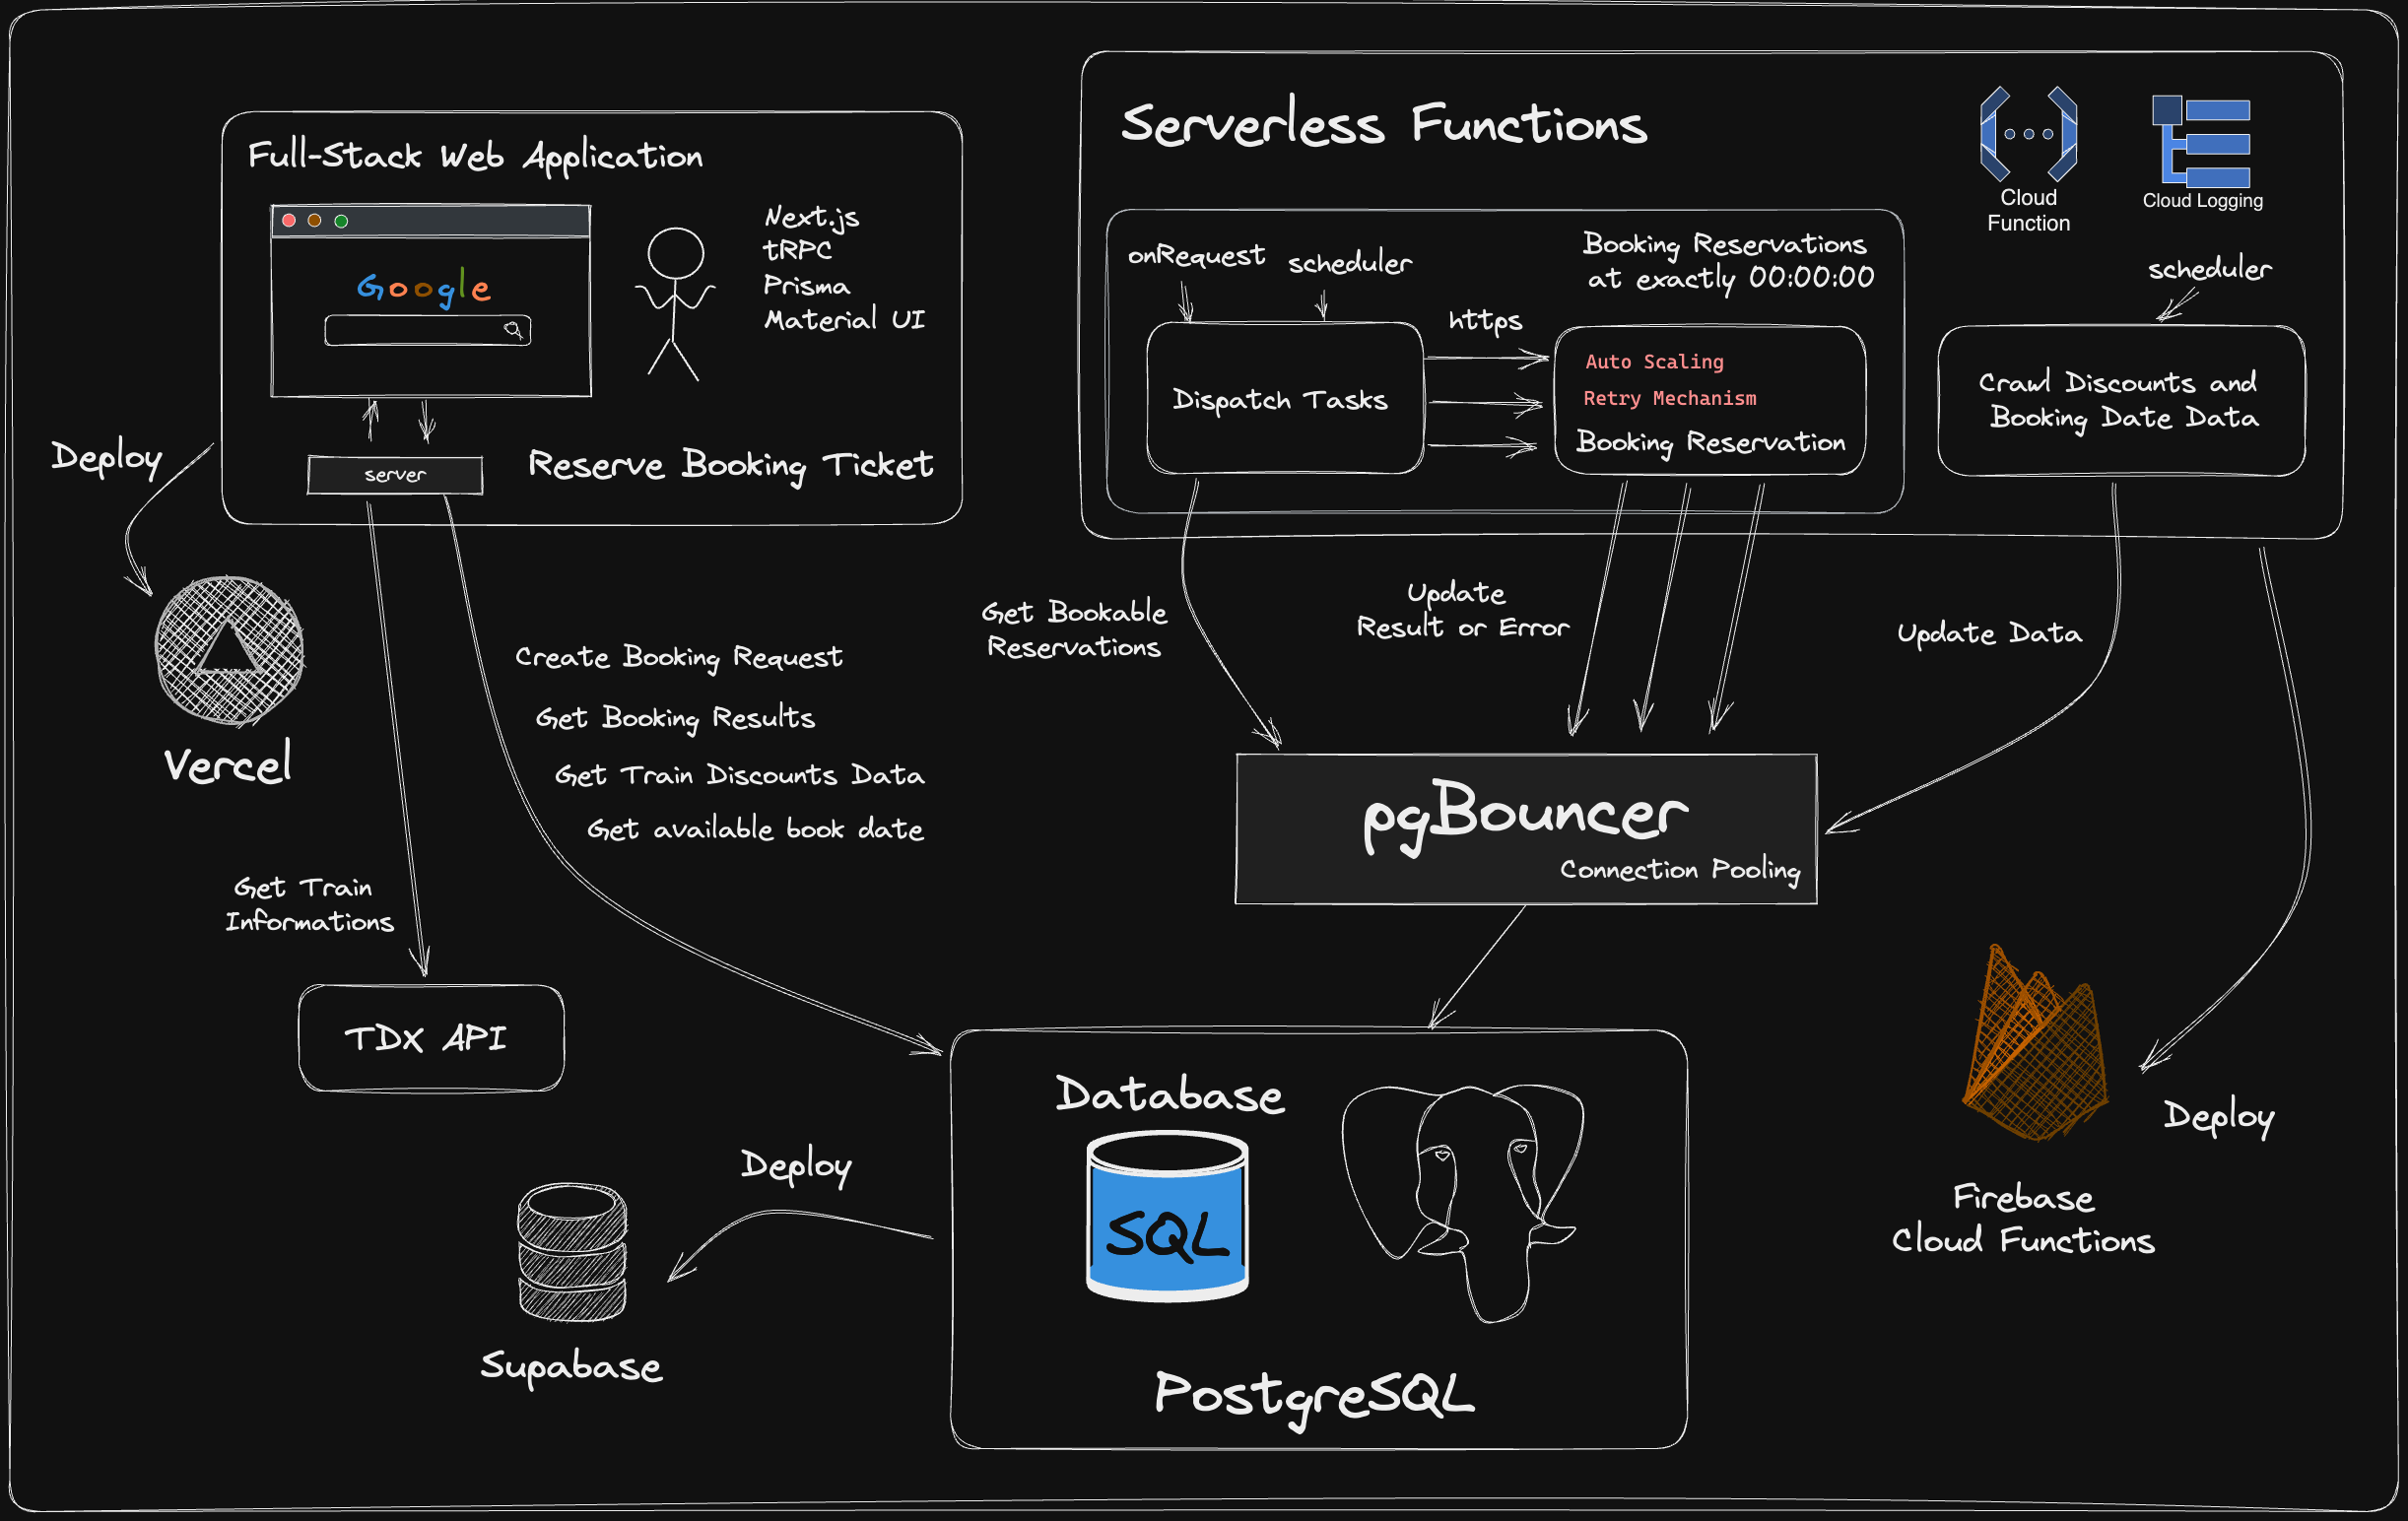 Full-Stack Web Application
Google
Next.js
tRPC
Prisma
Material UI
server
Reserve Booking Ticket
Deploy
Vercel
Get Train
Informations
TDX API
Create Booking Request
Get Booking Results
Get Train Discounts Data
Get available book date
Serverless Functions
Cloud
Function
Cloud Logging
onRequest
scheduler
Dispatch Tasks
https
Booking Reservations
at exactly 00:00:00
Auto Scaling
Retry Mechanism
Booking Reservation
scheduler
Crawl Discounts and
Booking Date Data
Get Bookable
Reservations
Update
Result or Error
Update Data
pgBouncer
Connection Pooling
Database
SQL
PostgreSQL
Deploy
Supabase
Deploy
Firebase
Cloud Functions